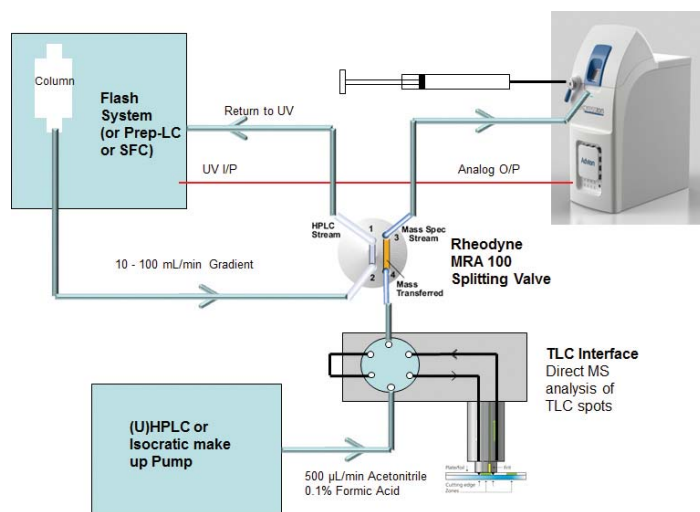 Column
Flash
System
(or Prep-LC
or SFC)
Return to UV
UV I/P
Analog O/P
HPLC
Stream
1
2
3
4
Mass Spec
Stream
Mass
Transferred
Rheodyne
MRA 100
Splitting Valve
10 - 100 mL/min Gradient
TLC Interface
Direct MS
analysis of
TLC spots
(U)HPLC or
Isocratic make
up Pump
500 µL/min Acetonitrile
0.1% Formic Acid
Cutting edge
Zones
Advion